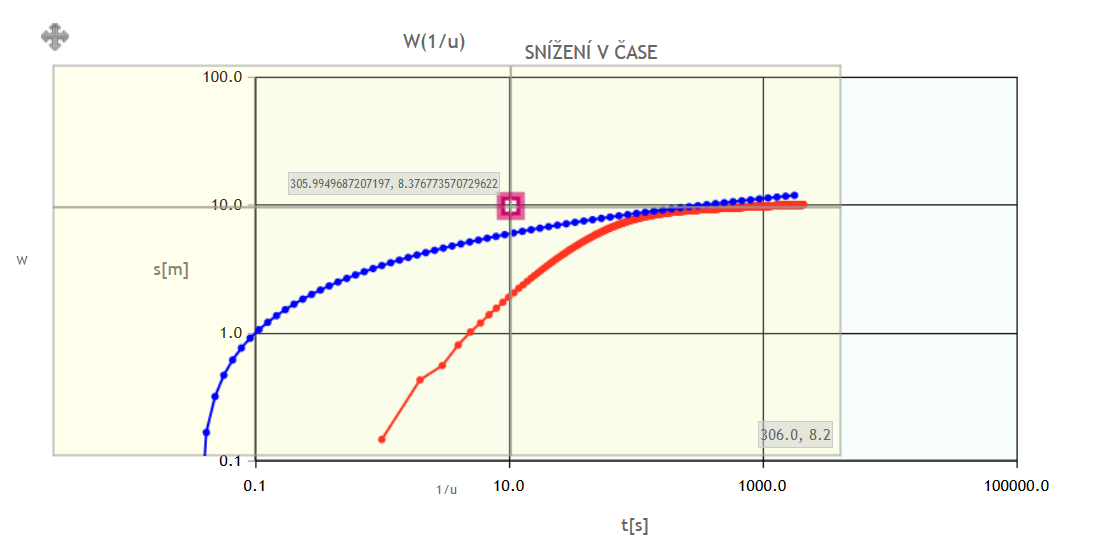 W(1/u)
SNÍŽENÍ V ČASE
100.0
305.9949687207197, 8.376773570729622
10.0
w
s[m]
1.0
306.0, 8.2
0.1
0.1
1/u
10.0
1000.0
100000.0
t[s]